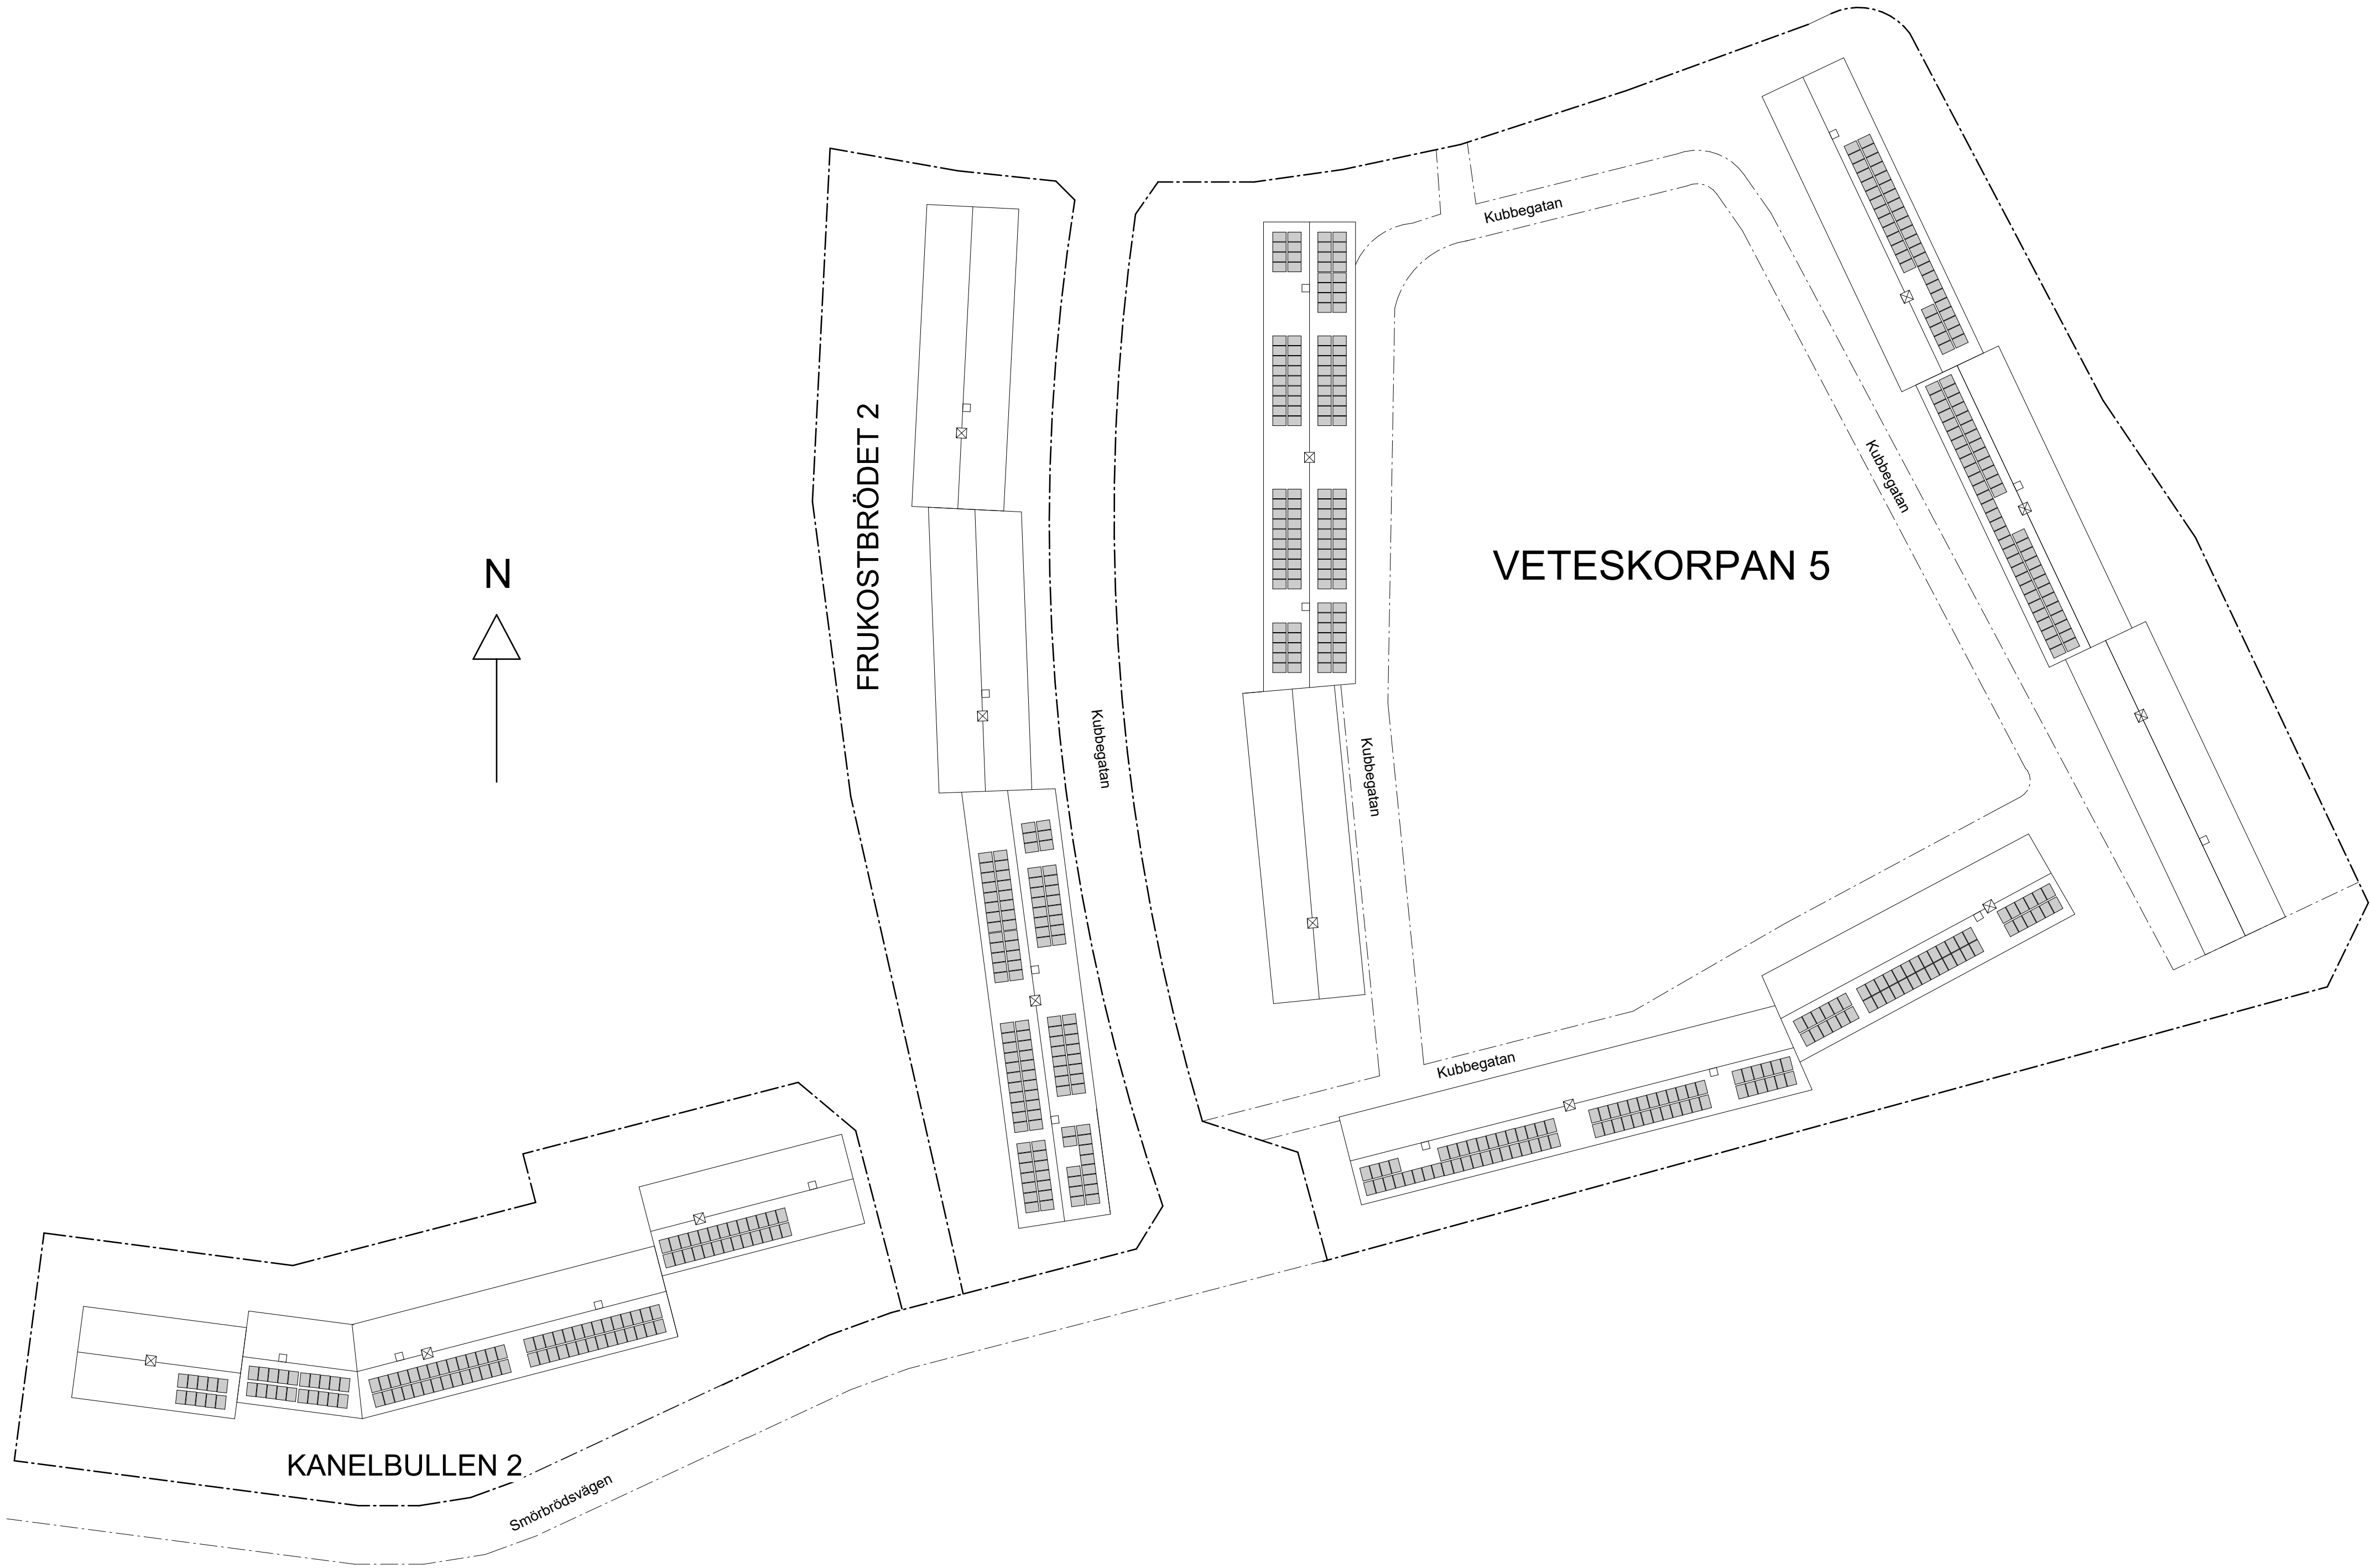 Kubbegatan
FRUKOSTBRÖDET 2
Kubbegatan
N
VETESKORPAN 5
Kubbegatan
Kubbegatan
Kubbegatan
KANELBULLEN 2
Smörbrödsvägen